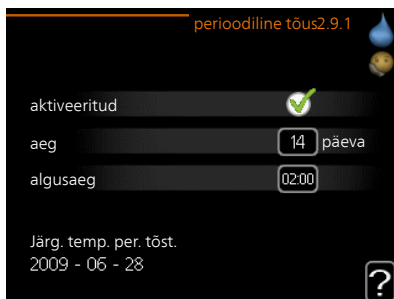 perioodiline tõus2.9.1
aktiveeritud
aeg 14 päeva
algusaeg 02:00
Järg. temp. per. tõst.
2009 - 06 - 28
?